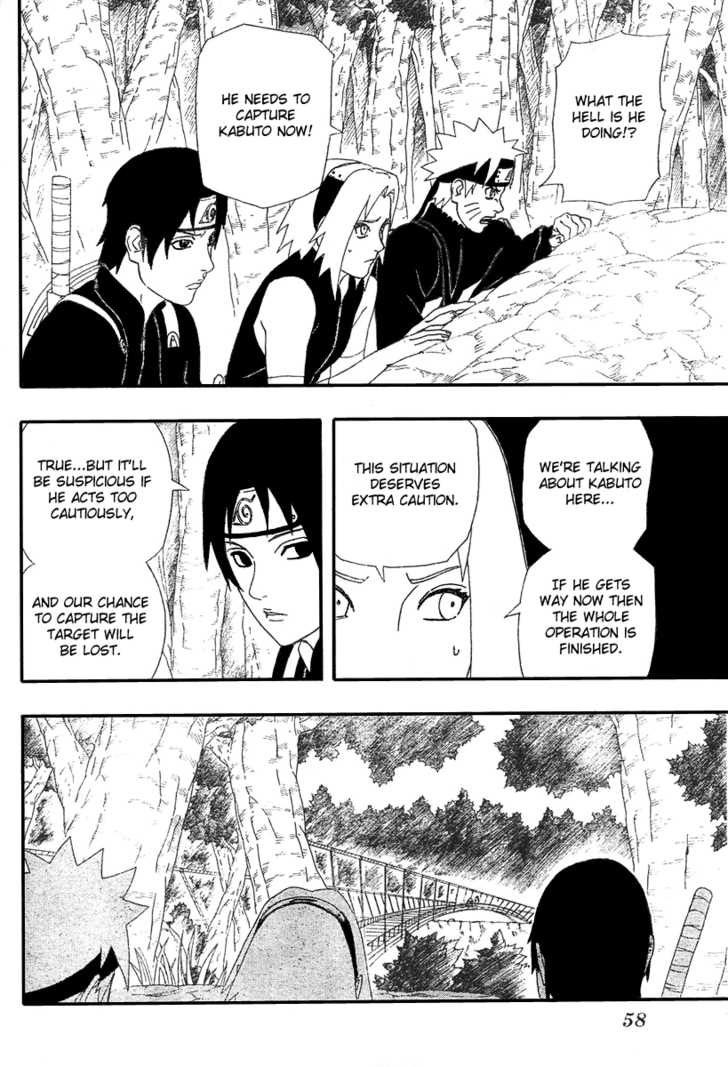 WHAT THE
HELL IS HE
DOING!?
HE NEEDS TO
CAPTURE
KABUTO NOW!
WE'RE TALKING
ABOUT KABUTO
HERE...
IF HE GETS
WAY NOW THEN
THE WHOLE
OPERATION IS
FINISHED.
THIS SITUATION
DESERVES
EXTRA CAUTION.
TRUE...BUT IT'LL
BE SUSPICIOUS IF
HE ACTS TOO
CAUTIOUSLY,
AND OUR CHANCE
TO CAPTURE THE
TARGET WILL
BE LOST.
58